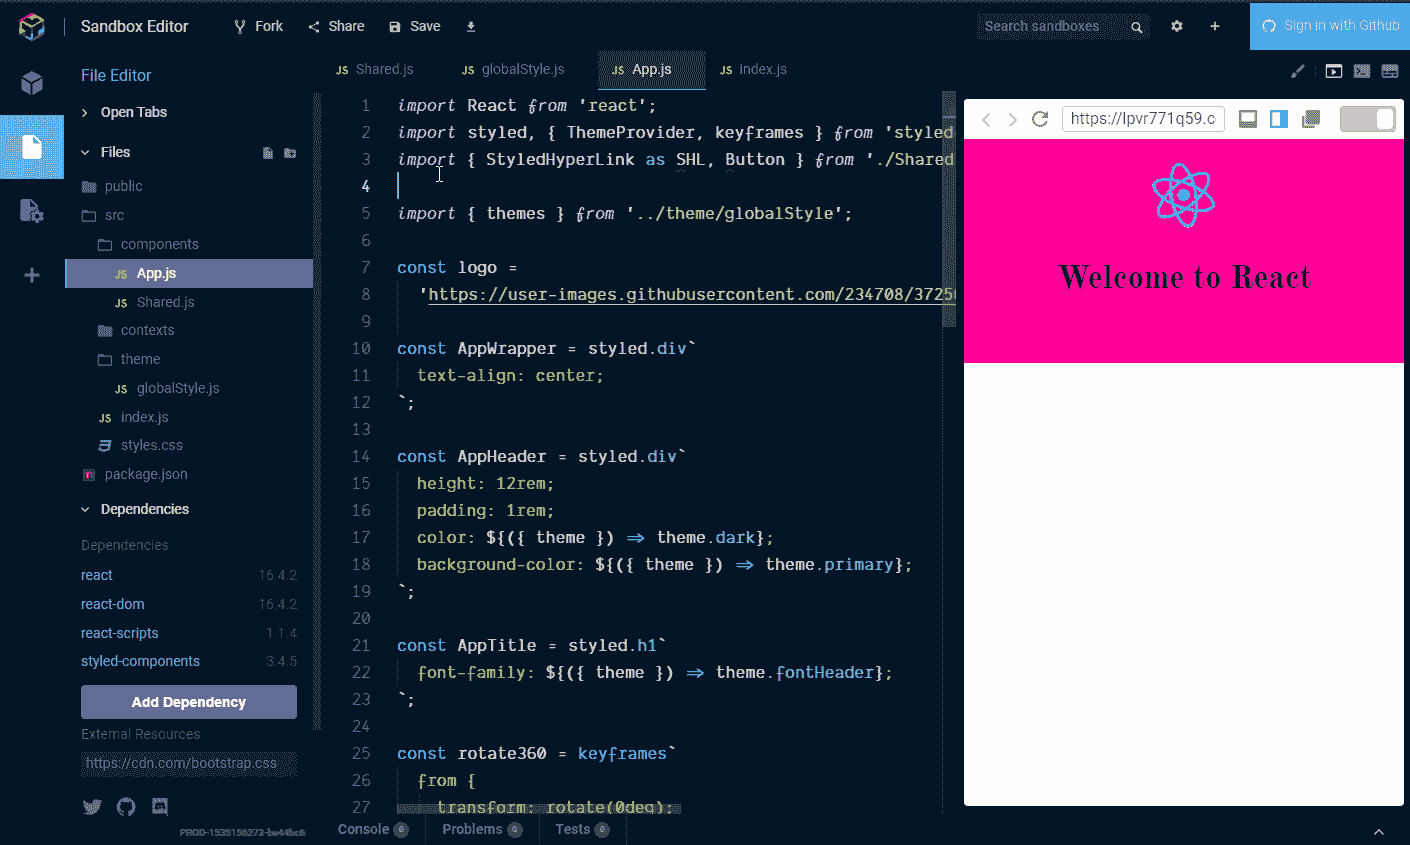 Sandbox Editor
Fork
Share
Save
Search sandboxes
Sign in with Github
File Editor
Open Tabs
Files
public
src
components
JS App.js
JS Shared.js
contexts
theme
JS globalStyle.js
JS index.js
styles.css
package.json
Dependencies
Dependencies
react 16.4.2
react-dom 16.4.2
react-scripts 1.1.4
styled-components 3.4.5
Add Dependency
External Resources
https://cdn.com/bootstrap.css
JS Shared.js
JS globalStyle.js
JS App.js
JS index.js
1 import React from 'react';
2 import styled, { ThemeProvider, keyframes } from 'styled
3 import { StyledHyperLink as SHL, Button } from './Shared
4
5 import { themes } from '../theme/globalStyle';
6
7 const logo =
8 'https://user-images.githubusercontent.com/234708/3725
9
10 const AppWrapper = styled.div`
11 text-align: center;
12 `;
13
14 const AppHeader = styled.div`
15 height: 12rem;
16 padding: 1rem;
17 color: ${({ theme }) => theme.dark};
18 background-color: ${({ theme }) => theme.primary};
19 `;
20
21 const AppTitle = styled.h1`
22 font-family: ${({ theme }) => theme.fontHeader};
23 `;
24
25 const rotate360 = keyframes`
26 from {
27 transform: rotate(0deg);
Console 0
Problems 0
Tests 0
https://lpvr771q59.c
Welcome to React